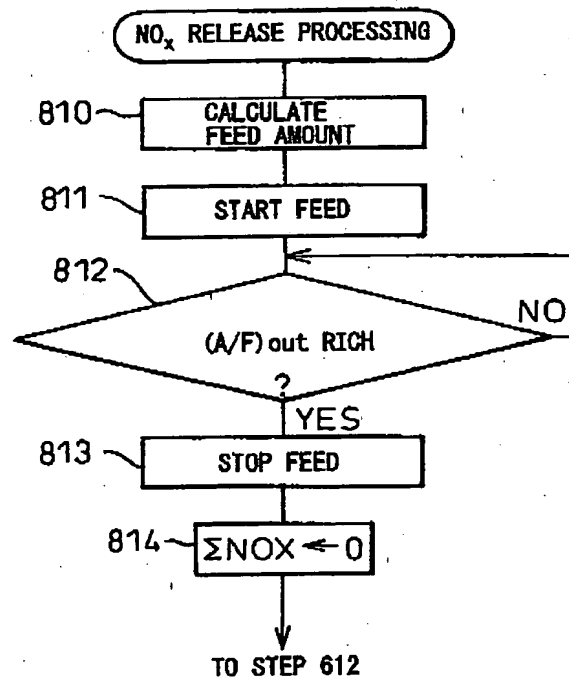 NOx RELEASE PROCESSING
810
CALCULATE
FEED AMOUNT
811
START FEED
812
NO
(A/F) out RICH
?
YES
813
STOP FEED
814
ΣNOX ← 0
TO STEP 612